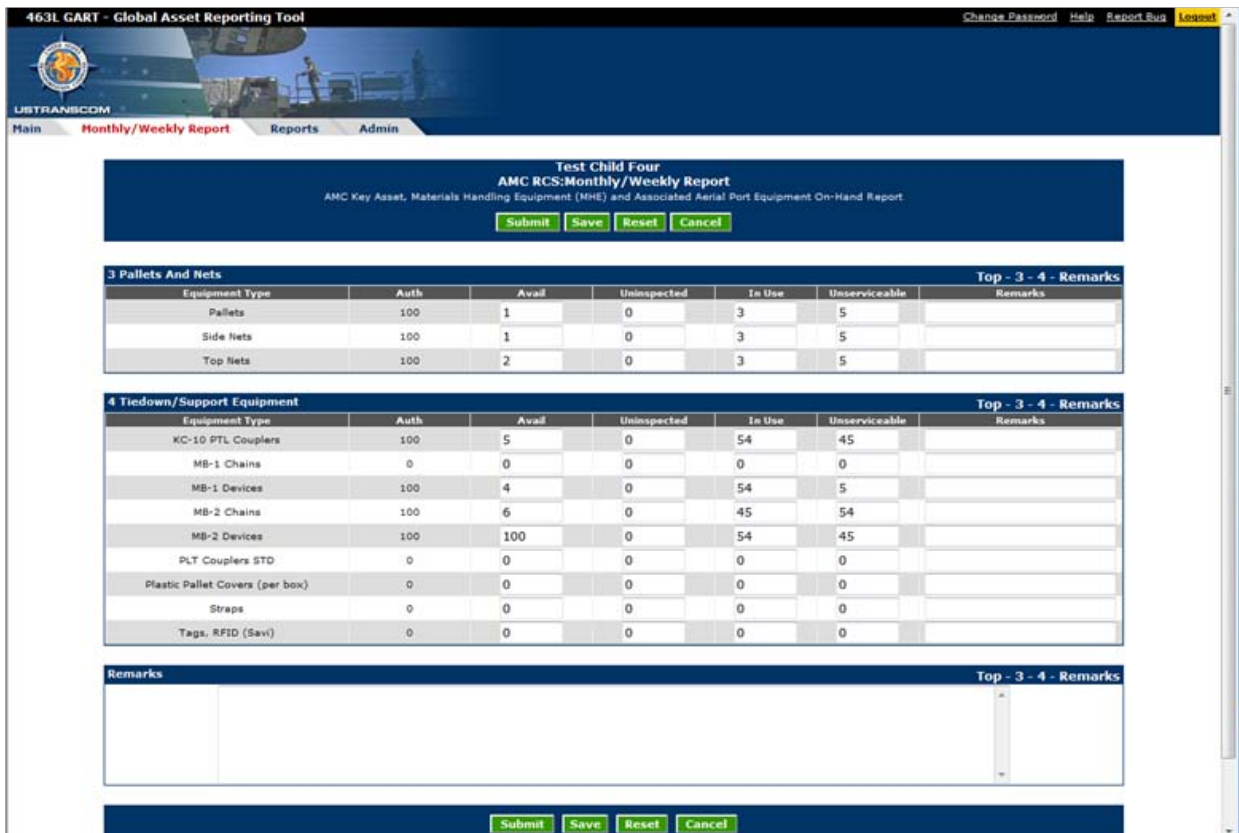 463L GART - Global Asset Reporting Tool Change Password Help Report Bug Logout
USTRANSCOM
Main Monthly/Weekly Report Reports Admin
Test Child Four
AMC RCS:Monthly/Weekly Report
AMC Key Asset, Materials Handling Equipment (MHE) and Associated Aerial Port Equipment On-Hand Report
Submit Save Reset Cancel
3 Pallets And Nets Top - 3 - 4 - Remarks
Equipment Type Auth Avail Uninspected In Use Unserviceable Remarks
Pallets 100 1 0 3 5
Side Nets 100 1 0 3 5
Top Nets 100 2 0 3 5
4 Tiedown/Support Equipment Top - 3 - 4 - Remarks
Equipment Type Auth Avail Uninspected In Use Unserviceable Remarks
KC-10 PTL Couplers 100 5 0 54 45
MB-1 Chains 0 0 0 0 0
MB-1 Devices 100 4 0 54 5
MB-2 Chains 100 6 0 45 54
MB-2 Devices 100 100 0 54 45
PLT Couplers STD 0 0 0 0 0
Plastic Pallet Covers (per box) 0 0 0 0 0
Straps 0 0 0 0 0
Tags, RFID (Savi) 0 0 0 0 0
Remarks Top - 3 - 4 - Remarks
Submit Save Reset Cancel